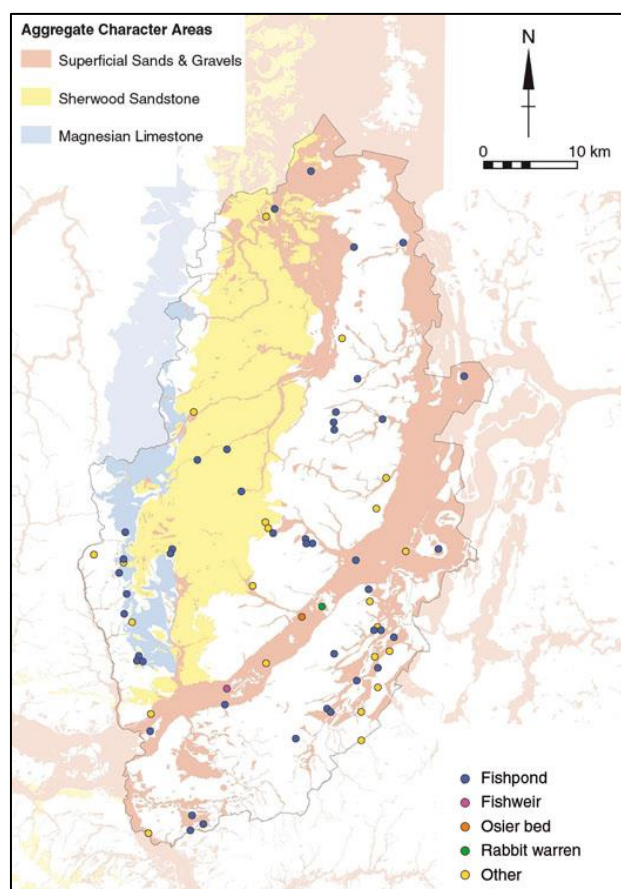 Aggregate Character Areas
Superficial Sands & Gravels
Sherwood Sandstone
Magnesian Limestone
N
0 10 km
Fishpond
Fishweir
Osier bed
Rabbit warren
Other